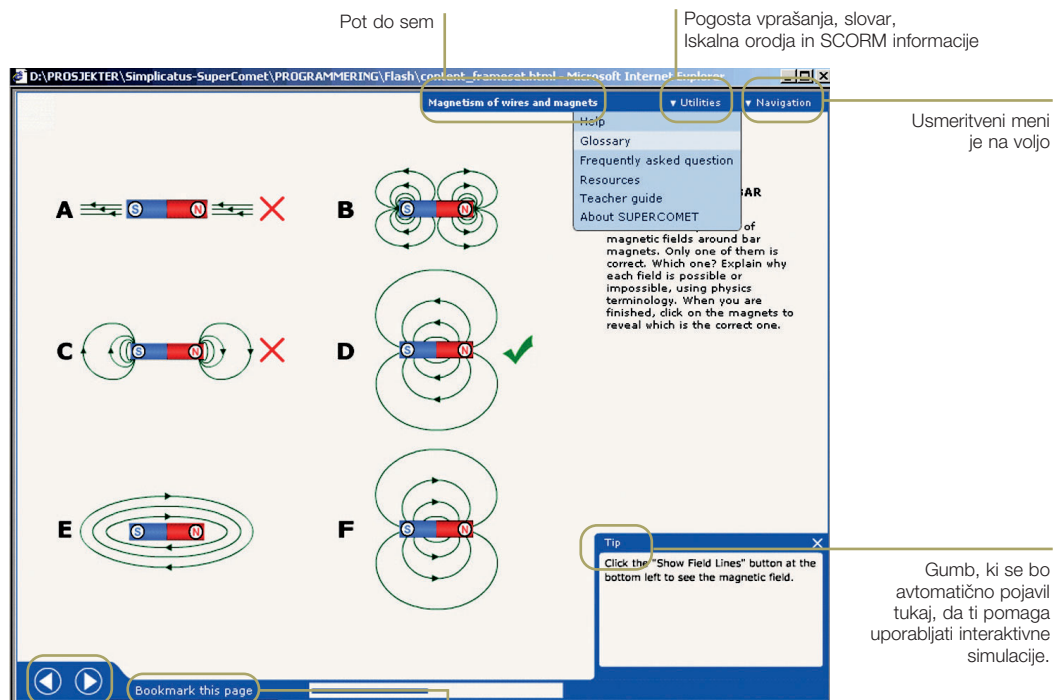 Pot do sem
Pogosta vprašanja, slovar,
Iskalna orodja in SCORM informacije
D:\PROSJEKTER\Simplicatus-SuperComet\PROGRAMMERING\Flash\content_frameset.html - Microsoft Internet Explorer
Magnetism of wires and magnets
▼ Utilities
▼ Navigation
Usmeritveni meni
je na voljo
Help
Glossary
Frequently asked question
Resources
Teacher guide
About SUPERCOMET
BAR
of
magnetic fields around bar
magnets. Only one of them is
correct. Which one? Explain why
each field is possible or
impossible, using physics
terminology. When you are
finished, click on the magnets to
reveal which is the correct one.
A
S
N
B
S
N
C
S
N
D
S
N
E
S
N
F
S
N
Tip
Click the "Show Field Lines" button at the
bottom left to see the magnetic field.
Gumb, ki se bo
avtomatično pojavil
tukaj, da ti pomaga
uporabljati interaktivne
simulacije.
Bookmark this page